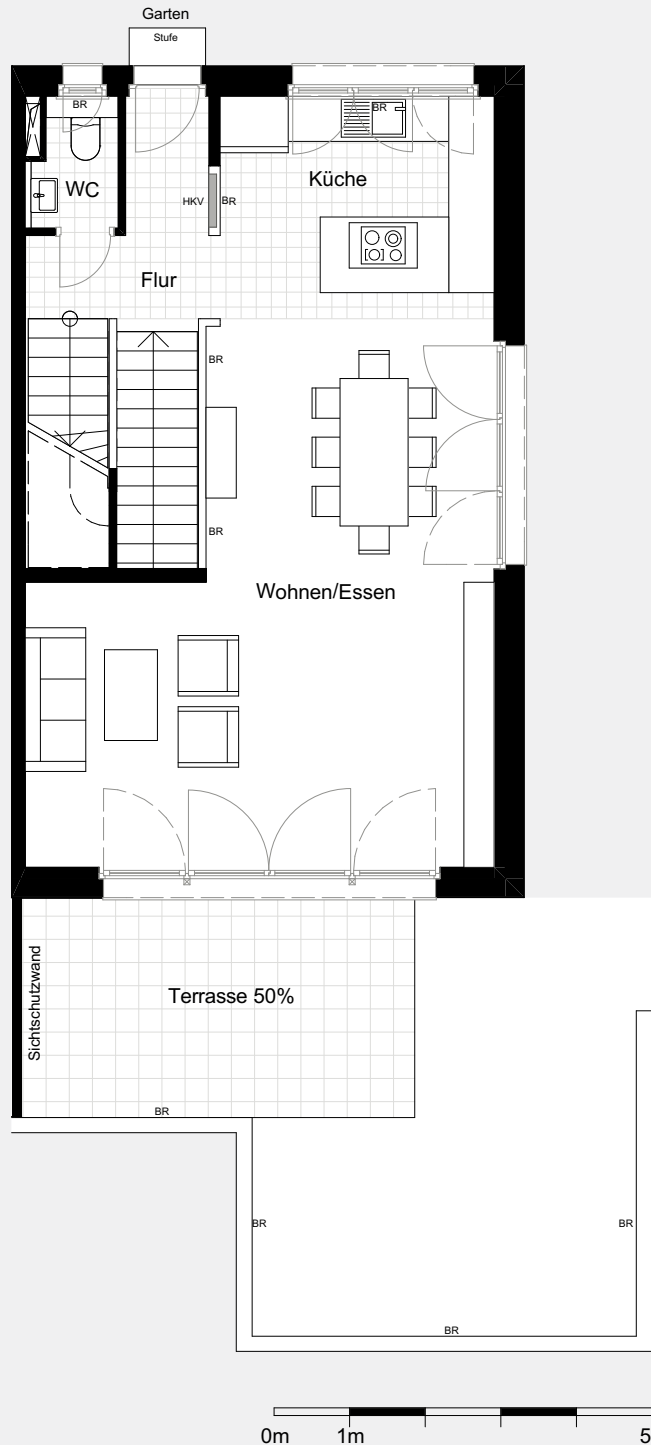 Garten
Stufe
BR
BR
WC
Küche
HKV
BR
Flur
BR
BR
Wohnen/Essen
Sichtschutzwand
Terrasse 50%
BR
BR
BR
BR
0m 1m 5